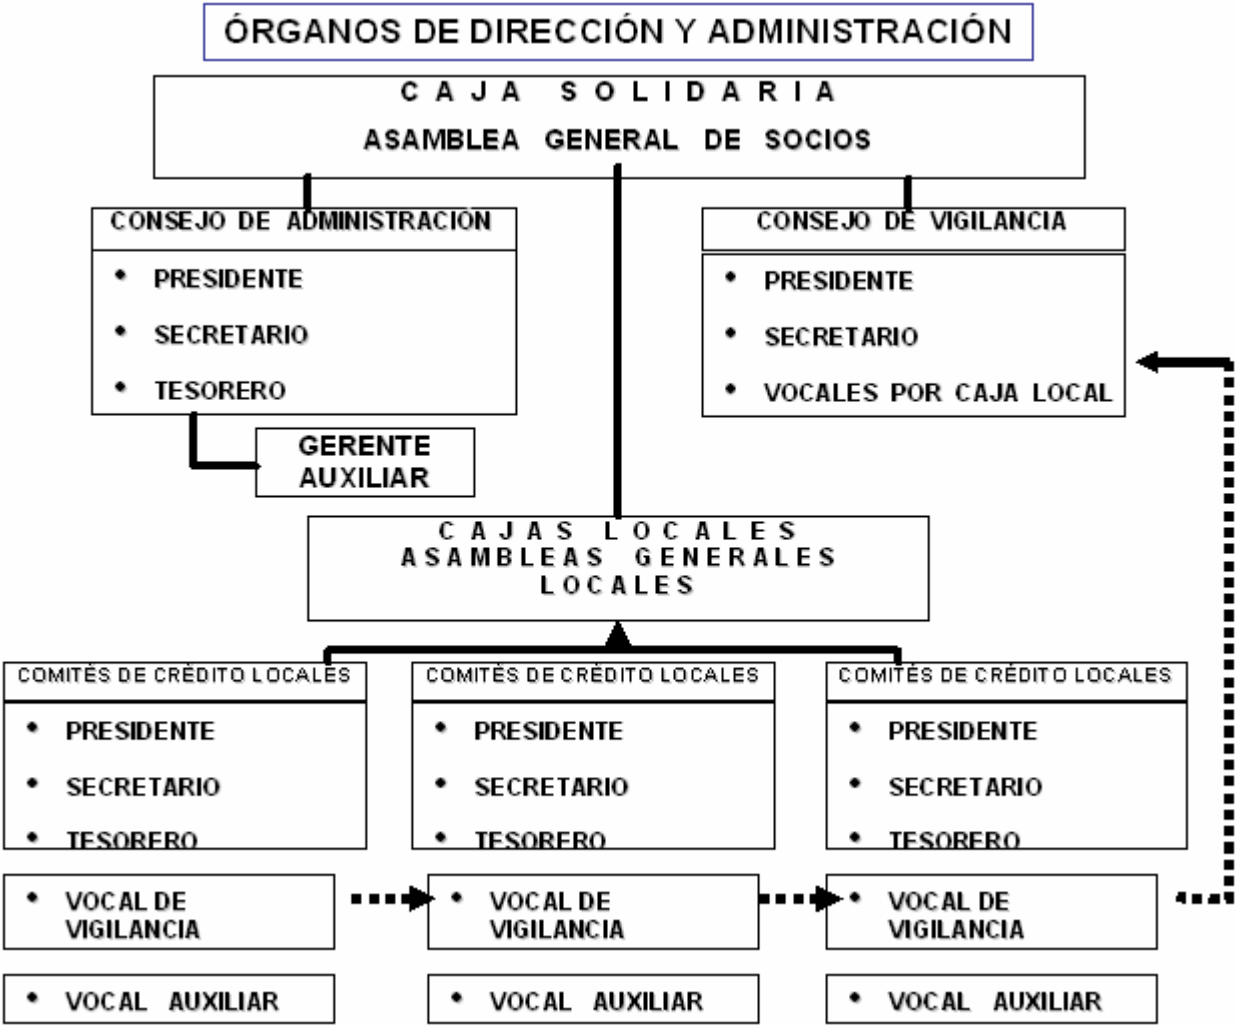 ÓRGANOS DE DIRECCIÓN Y ADMINISTRACIÓN
CAJA SOLIDARIA
ASAMBLEA GENERAL DE SOCIOS
CONSEJO DE ADMINISTRACIÓN
• PRESIDENTE
• SECRETARIO
• TESORERO
GERENTE
AUXILIAR
CONSEJO DE VIGILANCIA
• PRESIDENTE
• SECRETARIO
• VOCALES POR CAJA LOCAL
CAJAS LOCALES
ASAMBLEAS GENERALES
LOCALES
COMITÉS DE CRÉDITO LOCALES
• PRESIDENTE
• SECRETARIO
• TESORERO
• VOCAL DE
VIGILANCIA
• VOCAL AUXILIAR
COMITÉS DE CRÉDITO LOCALES
• PRESIDENTE
• SECRETARIO
• TESORERO
• VOCAL DE
VIGILANCIA
• VOCAL AUXILIAR
COMITÉS DE CRÉDITO LOCALES
• PRESIDENTE
• SECRETARIO
• TESORERO
• VOCAL DE
VIGILANCIA
• VOCAL AUXILIAR